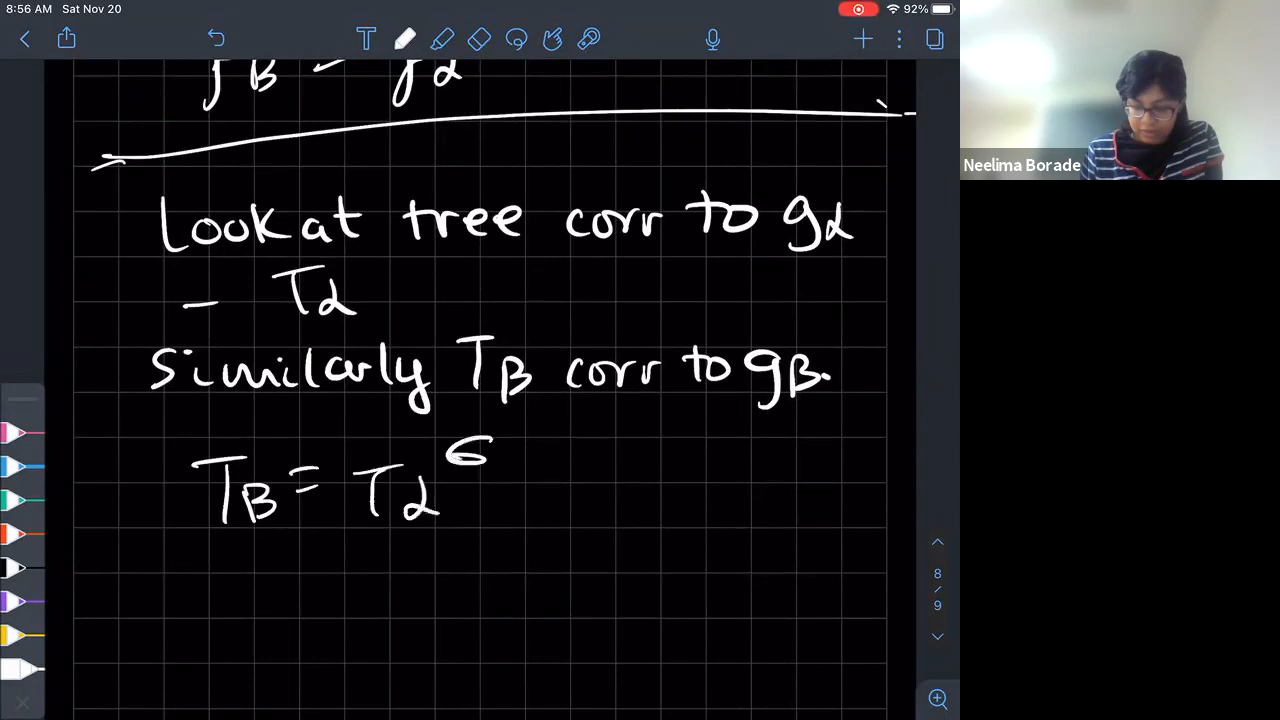 8:56 AM Sat Nov 20
92%
Neelima Borade
Look at tree corr to gα
- Tα
Similarly Tβ corr to gβ.
Tβ = Tα^σ
8
/
9